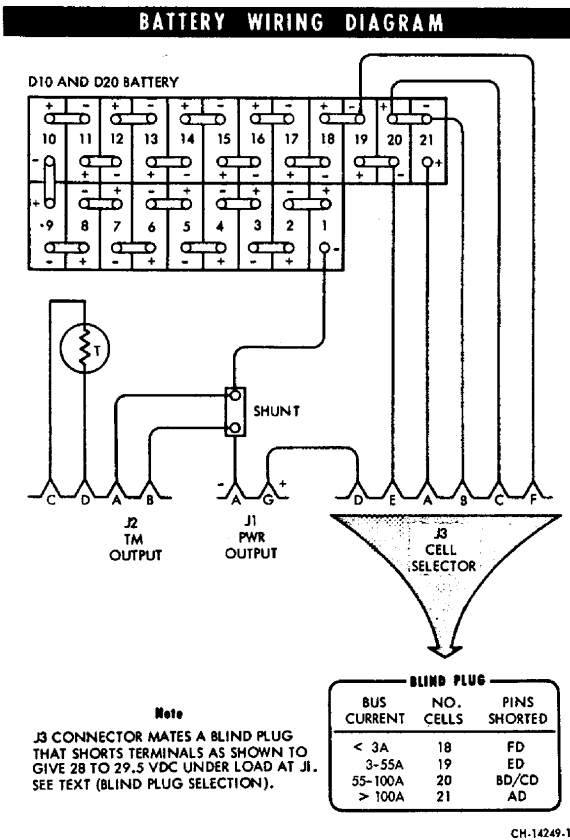 BATTERY WIRING DIAGRAM
D10 AND D20 BATTERY
+ - + - + - + - + - + -
10 11 12 13 14 15 16 17 18 19 20 21
- + - + - + - + - + - +
+ - + - + - + - +
9 8 7 6 5 4 3 2 1
- + - + - + - + -
T
SHUNT
- +
C D A B A G D E A B C F
J2
TM
OUTPUT
J1
PWR
OUTPUT
J3
CELL
SELECTOR
BLIND PLUG
BUS CURRENT NO. CELLS PINS SHORTED
< 3A 18 FD
3-55A 19 ED
55-100A 20 BD/CD
> 100A 21 AD
Note
J3 CONNECTOR MATES A BLIND PLUG
THAT SHORTS TERMINALS AS SHOWN TO
GIVE 28 TO 29.5 VDC UNDER LOAD AT J1.
SEE TEXT (BLIND PLUG SELECTION).
CH-14249-1